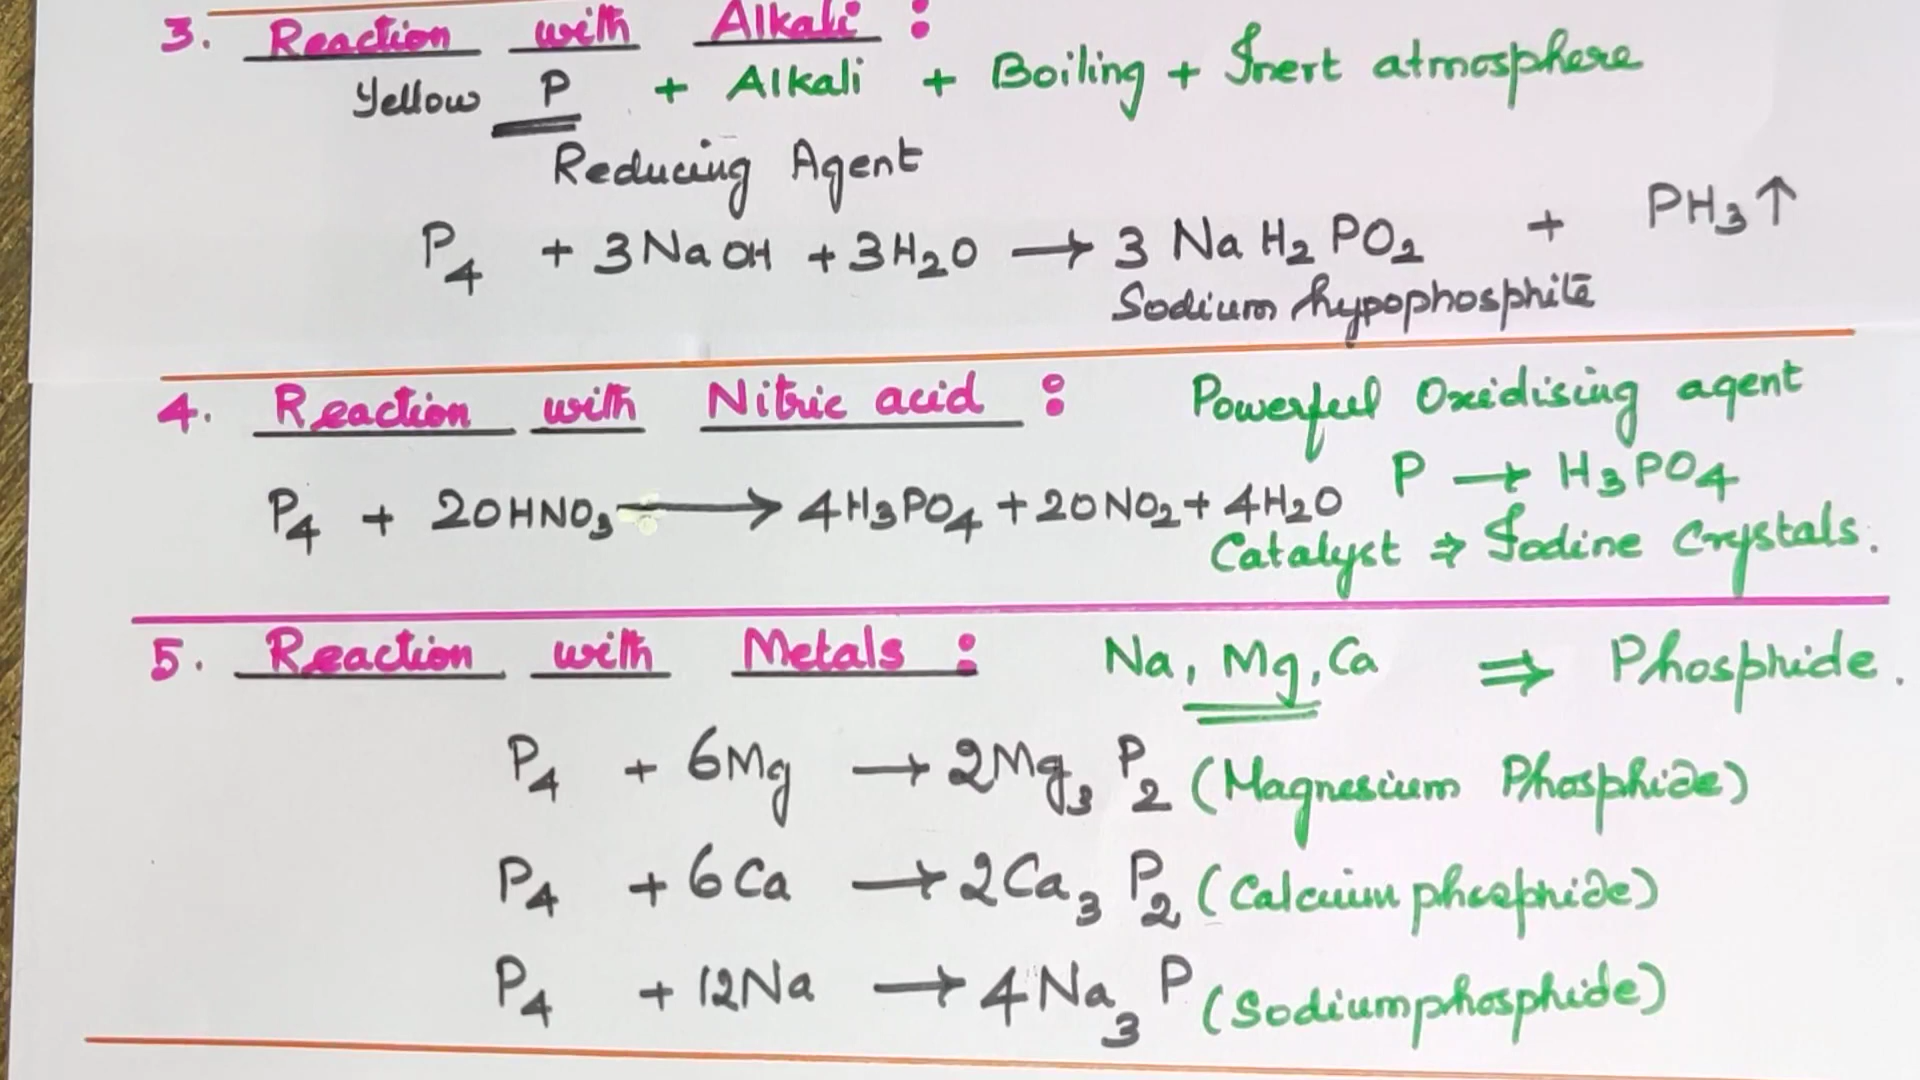 3. Reaction with Alkali :
Yellow P + Alkali + Boiling + Inert atmosphere
Reducing Agent
P₄ + 3NaOH + 3H₂O → 3 NaH₂PO₂ + PH₃↑
Sodium hypophosphite
4. Reaction with Nitric acid : Powerful Oxidising agent
P → H₃PO₄
P₄ + 20HNO₃ → 4H₃PO₄ + 20NO₂ + 4H₂O
Catalyst ⇒ Iodine Crystals.
5. Reaction with Metals : Na, Mg, Ca ⇒ Phosphide.
P₄ + 6Mg → 2Mg₃P₂ (Magnesium Phosphide)
P₄ + 6Ca → 2Ca₃P₂ (Calcium phosphide)
P₄ + 12Na → 4Na₃P (Sodium phosphide)